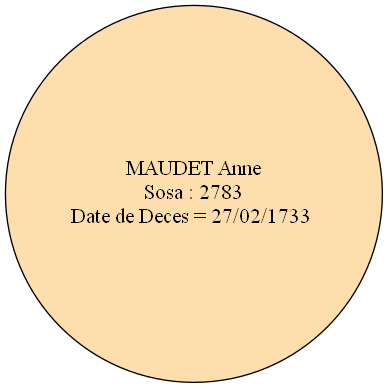 MAUDET Anne
Sosa : 2783
Date de Deces = 27/02/1733